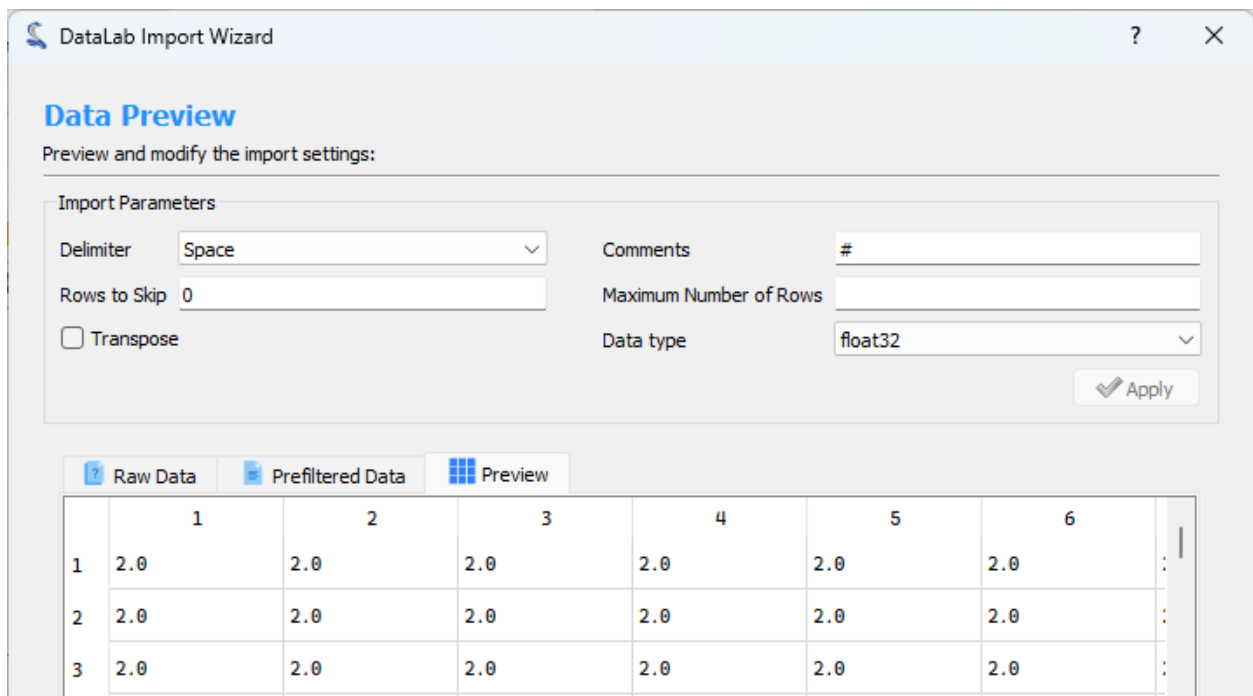 DataLab Import Wizard ? ✕
Data Preview
Preview and modify the import settings:
Import Parameters
Delimiter Space Comments #
Rows to Skip 0 Maximum Number of Rows
Transpose Data type float32
Apply
Raw Data Prefiltered Data Preview
1 2 3 4 5 6
1 2.0 2.0 2.0 2.0 2.0 2.0
2 2.0 2.0 2.0 2.0 2.0 2.0
3 2.0 2.0 2.0 2.0 2.0 2.0